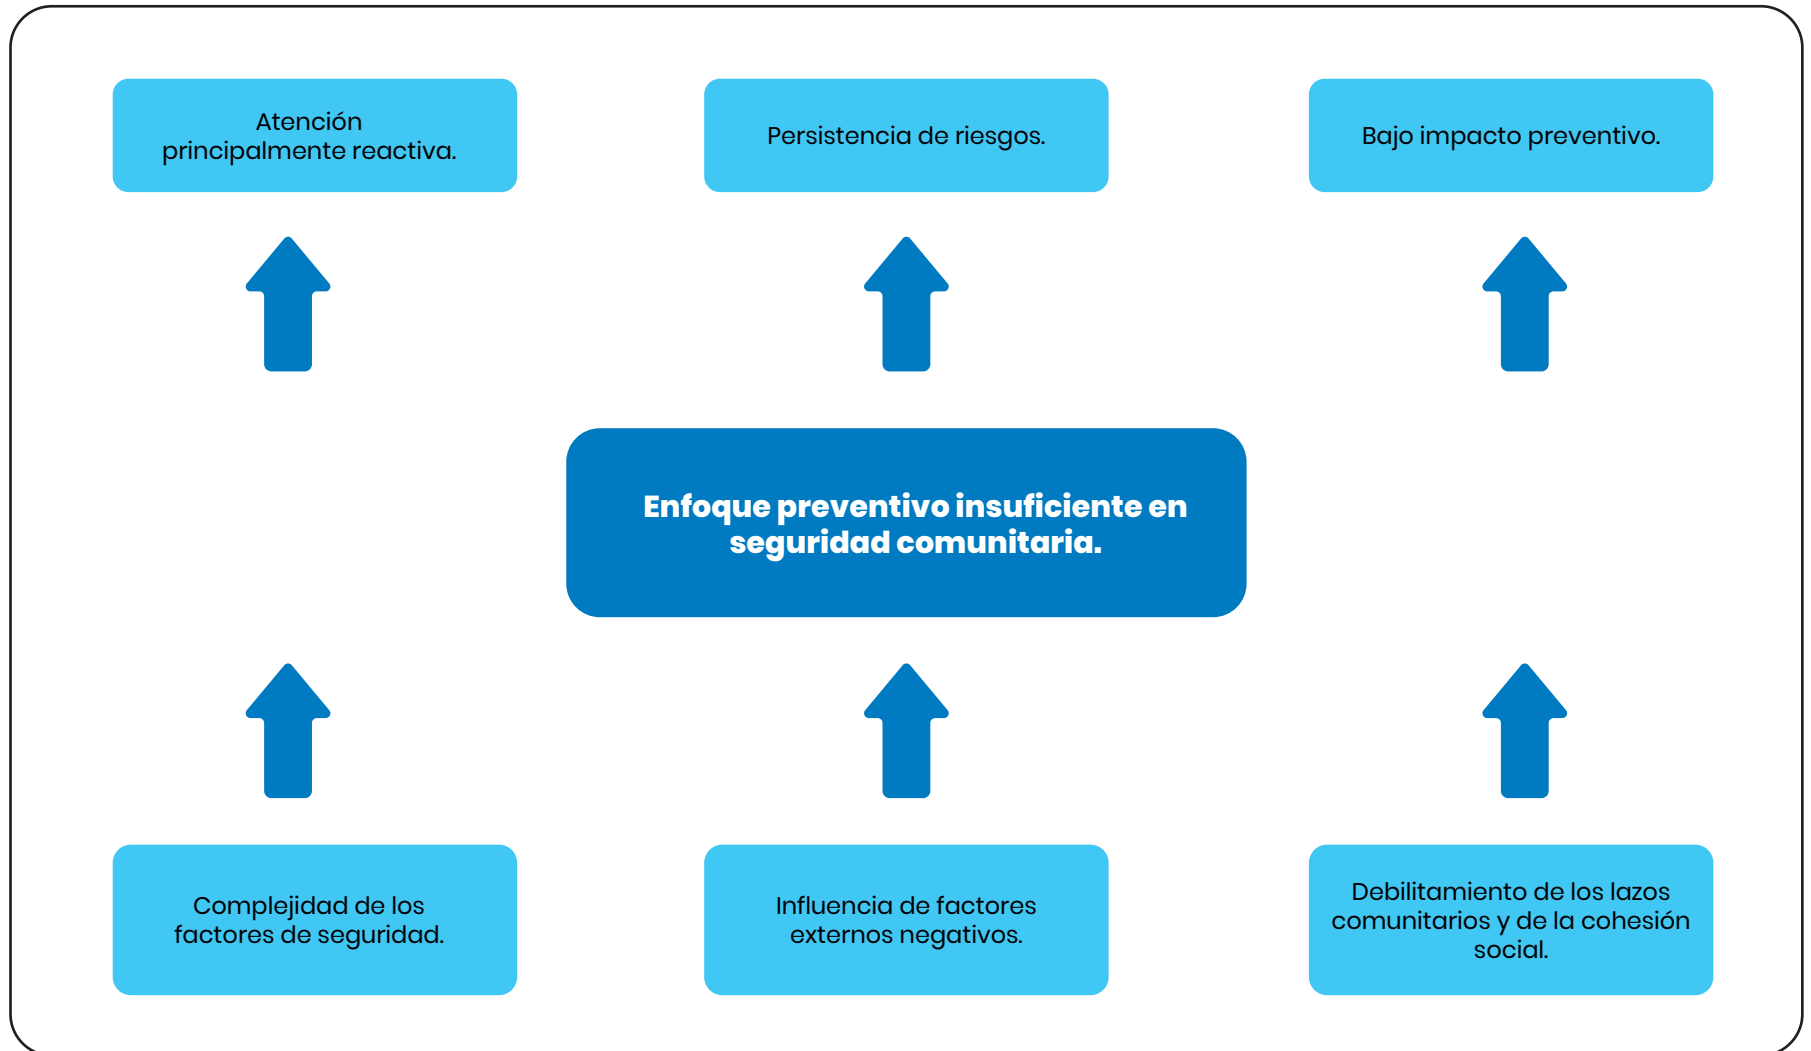 Atención
principalmente reactiva.
Persistencia de riesgos.
Bajo impacto preventivo.
Enfoque preventivo insuficiente en
seguridad comunitaria.
Complejidad de los
factores de seguridad.
Influencia de factores
externos negativos.
Debilitamiento de los lazos
comunitarios y de la cohesión
social.